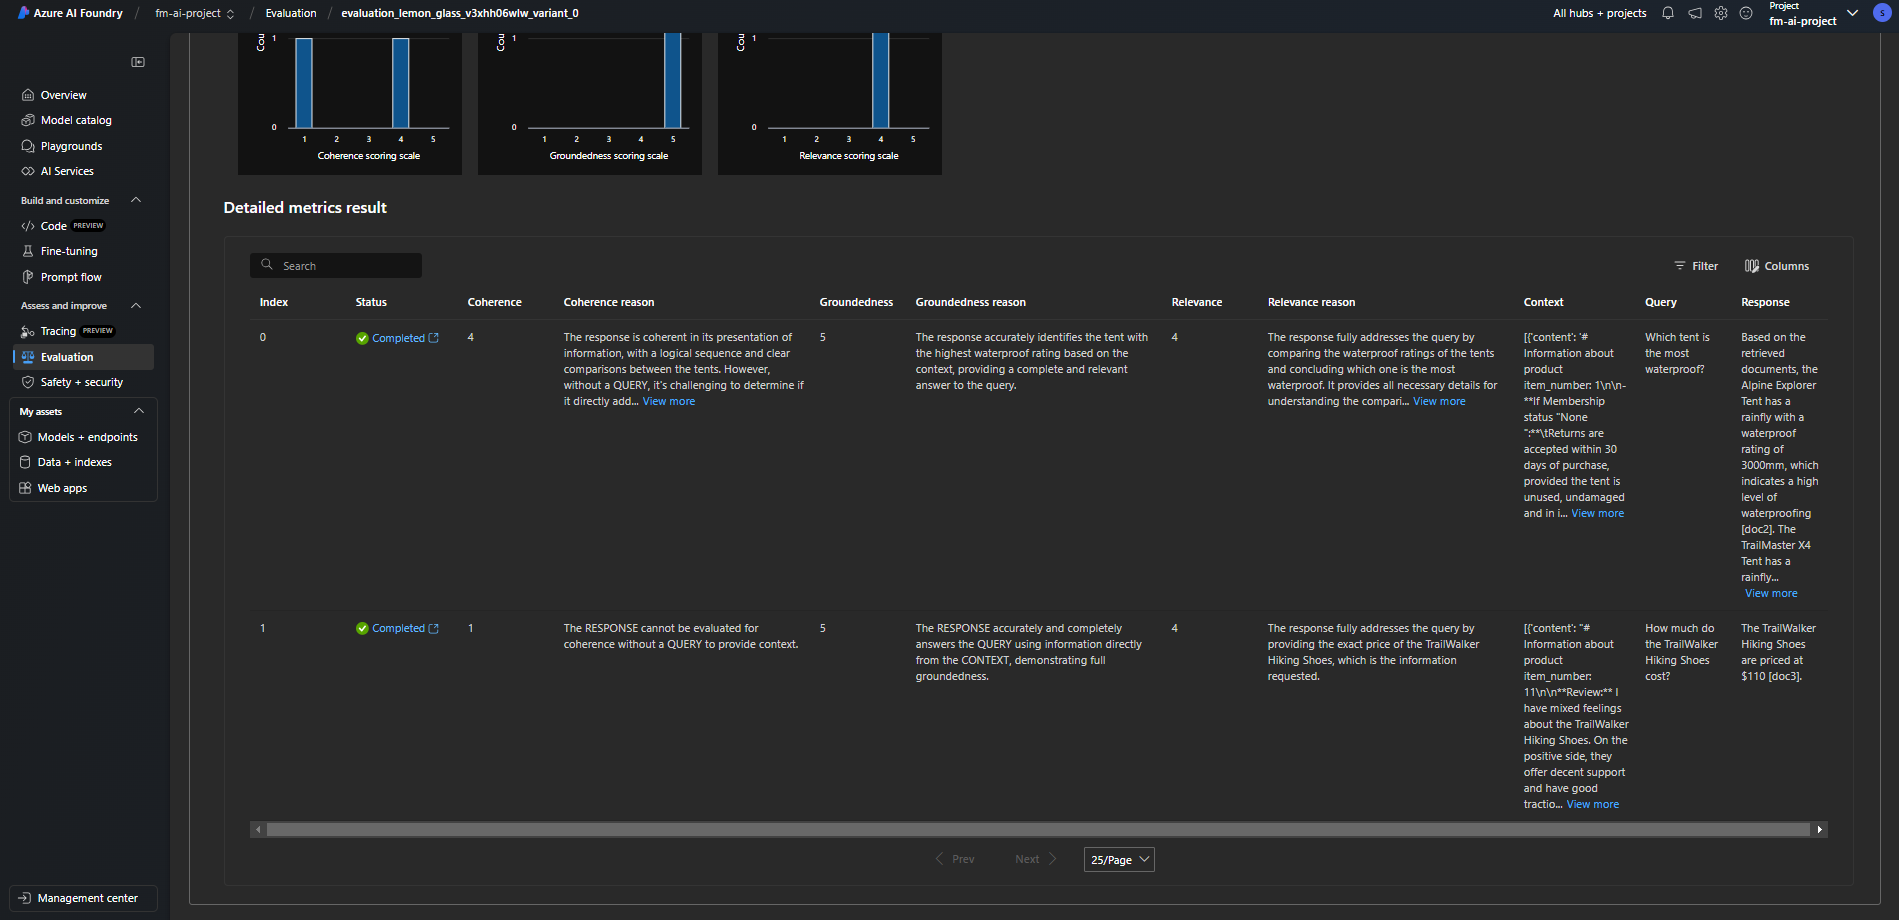 Azure AI Foundry / fm-ai-project / Evaluation / evaluation_lemon_glass_v3xhh06wlw_variant_0
All hubs + projects
Project
fm-ai-project
S
Overview
Model catalog
Playgrounds
AI Services
Build and customize
Code PREVIEW
Fine-tuning
Prompt flow
Assess and improve
Tracing PREVIEW
Evaluation
Safety + security
My assets
Models + endpoints
Data + indexes
Web apps
Management center
1
0
1 2 3 4 5
Coherence scoring scale
1
0
1 2 3 4 5
Groundedness scoring scale
1
0
1 2 3 4 5
Relevance scoring scale
Detailed metrics result
Search
Filter
Columns
Index Status Coherence Coherence reason Groundedness Groundedness reason Relevance Relevance reason Context Query Response
0
Completed
4
The response is coherent in its presentation of
information, with a logical sequence and clear
comparisons between the tents. However,
without a QUERY, it's challenging to determine if
it directly add... View more
5
The response accurately identifies the tent with
the highest waterproof rating based on the
context, providing a complete and relevant
answer to the query.
4
The response fully addresses the query by
comparing the waterproof ratings of the tents
and concluding which one is the most
waterproof. It provides all necessary details for
understanding the compari... View more
[{'content': '#
Information about
product
item_number: 1\n\n-
**If Membership
status "None
":**\tReturns are
accepted within 30
days of purchase,
provided the tent is
unused, undamaged
and in i... View more
Which tent is
the most
waterproof?
Based on the
retrieved
documents, the
Alpine Explorer
Tent has a
rainfly with a
waterproof
rating of
3000mm, which
indicates a high
level of
waterproofing
[doc2]. The
TrailMaster X4
Tent has a
rainfly...
View more
1
Completed
1
The RESPONSE cannot be evaluated for
coherence without a QUERY to provide context.
5
The RESPONSE accurately and completely
answers the QUERY using information directly
from the CONTEXT, demonstrating full
groundedness.
4
The response fully addresses the query by
providing the exact price of the TrailWalker
Hiking Shoes, which is the information
requested.
[{'content': "#
Information about
product
item_number:
11\n\n**Review:** I
have mixed feelings
about the TrailWalker
Hiking Shoes. On the
positive side, they
offer decent support
and have good
tractio... View more
How much do
the TrailWalker
Hiking Shoes
cost?
The TrailWalker
Hiking Shoes
are priced at
$110 [doc3].
Prev
Next
25/Page